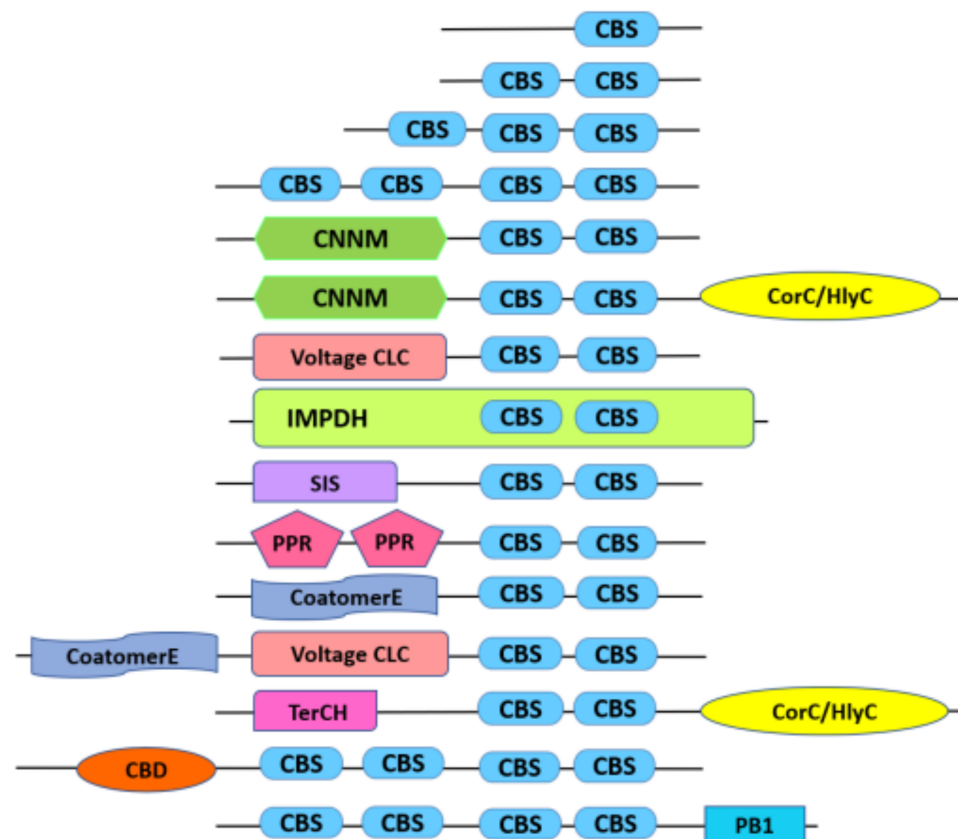 CBS
CBS CBS
CBS CBS CBS
CBS CBS CBS CBS
CNNM CBS CBS
CNNM CBS CBS CorC/HlyC
Voltage CLC CBS CBS
IMPDH CBS CBS
SIS CBS CBS
PPR PPR CBS CBS
CoatomerE CBS CBS
CoatomerE Voltage CLC CBS CBS
TerCH CBS CBS CorC/HlyC
CBD CBS CBS CBS CBS
CBS CBS CBS CBS PB1